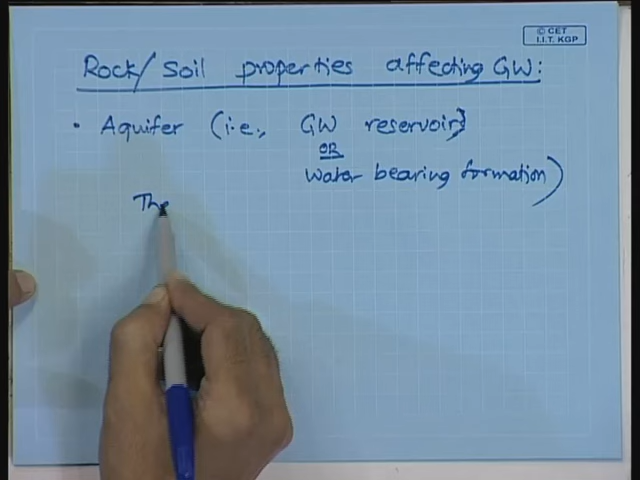 © CET
I.I.T. KGP
Rock/Soil properties affecting GW:
• Aquifer (i.e., GW reservoir}
OR
water bearing formation)
The